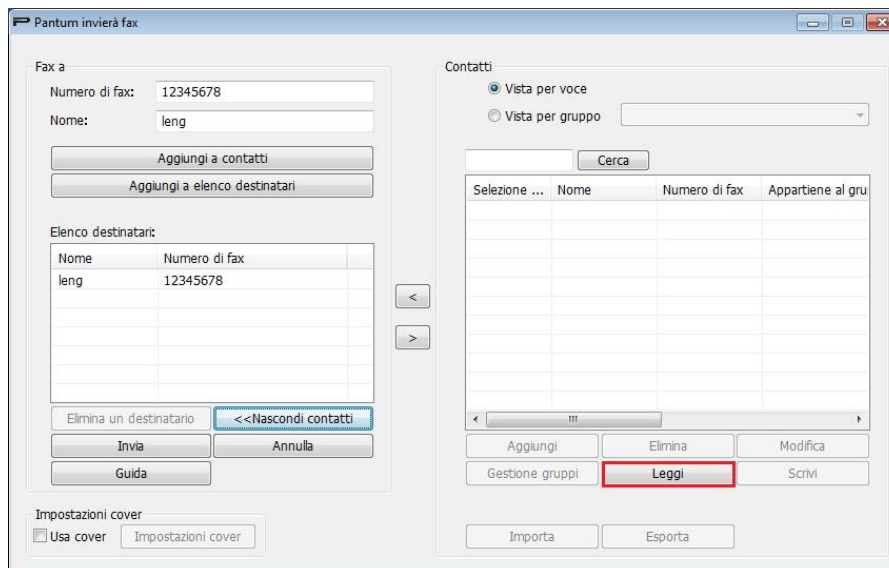 Pantum invierà fax
Fax a
Numero di fax: 12345678
Nome: leng
Aggiungi a contatti
Aggiungi a elenco destinatari
Elenco destinatari:
Nome Numero di fax
leng 12345678
Elimina un destinatario <<Nascondi contatti
Invia Annulla
Guida
Impostazioni cover
Usa cover Impostazioni cover
< 
>
Contatti
Vista per voce
Vista per gruppo
Cerca
Selezione ... Nome Numero di fax Appartiene al gru
Aggiungi Elimina Modifica
Gestione gruppi Leggi Scrivi
Importa Esporta